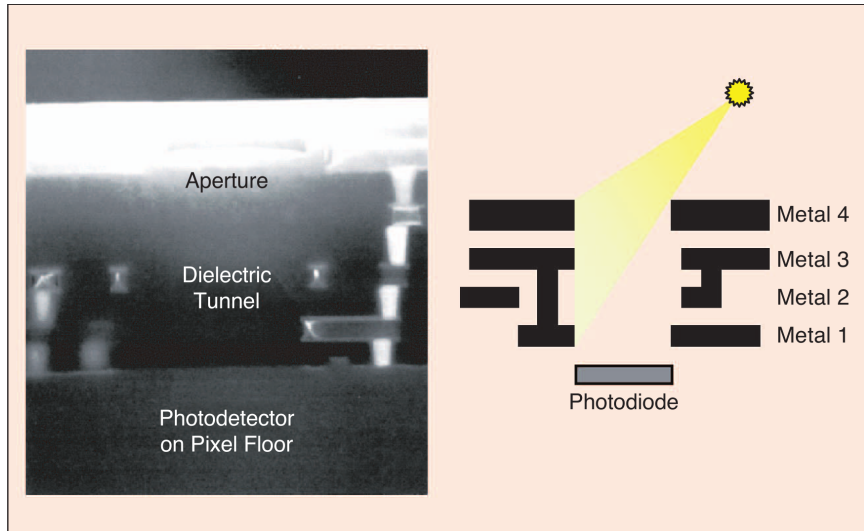 Aperture
Dielectric
Tunnel
Photodetector
on Pixel Floor
Metal 4
Metal 3
Metal 2
Metal 1
Photodiode